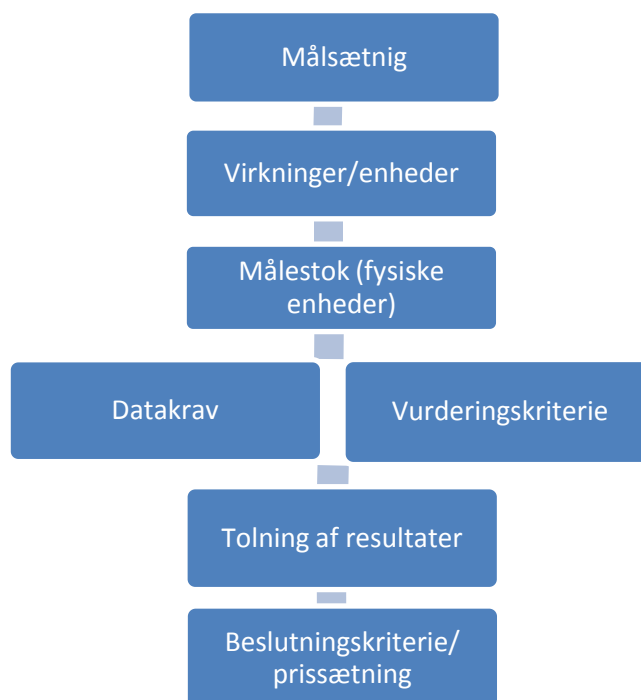 Målsætnig
Virkninger/enheder
Målestok (fysiske
enheder)
Datakrav
Vurderingskriterie
Tolning af resultater
Beslutningskriterie/
prissætning